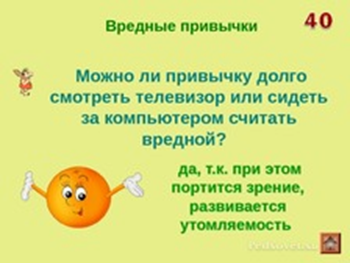 Вредные привычки
40
Можно ли привычку долго
смотреть телевизор или сидеть
за компьютером считать
вредной?
да, т.к. при этом
портится зрение,
развивается
утомляемость